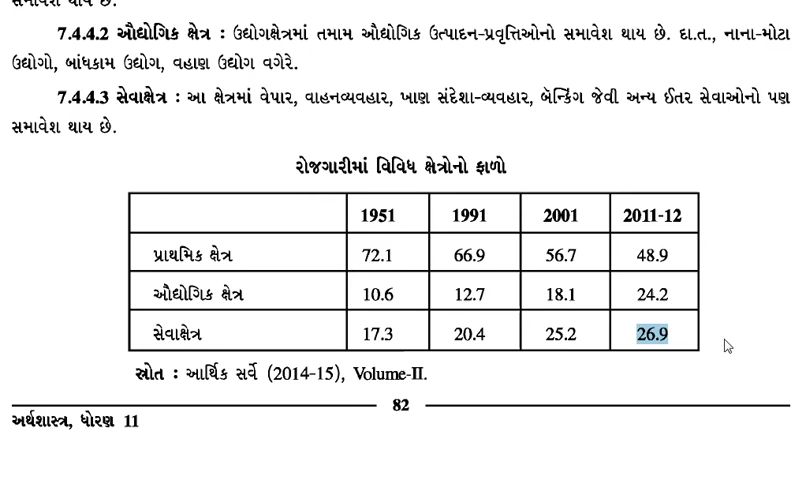 સમાવેશ થાય છે.
7.4.4.2 ઔદ્યોગિક ક્ષેત્ર : ઉદ્યોગક્ષેત્રમાં તમામ ઔદ્યોગિક ઉત્પાદન-પ્રવૃત્તિઓનો સમાવેશ થાય છે. દા.ત., નાના-મોટા
ઉદ્યોગો, બાંધકામ ઉદ્યોગ, વહાણ ઉદ્યોગ વગેરે.
7.4.4.3 સેવાક્ષેત્ર : આ ક્ષેત્રમાં વેપાર, વાહનવ્યવહાર, ખાણ સંદેશા-વ્યવહાર, બૅન્કિંગ જેવી અન્ય ઈતર સેવાઓનો પણ
સમાવેશ થાય છે.
રોજગારીમાં વિવિધ ક્ષેત્રોનો ફાળો
1951 1991 2001 2011-12
પ્રાથમિક ક્ષેત્ર 72.1 66.9 56.7 48.9
ઔદ્યોગિક ક્ષેત્ર 10.6 12.7 18.1 24.2
સેવાક્ષેત્ર 17.3 20.4 25.2 26.9
સ્રોત : આર્થિક સર્વે (2014-15), Volume-II.
82
અર્થશાસ્ત્ર, ધોરણ 11